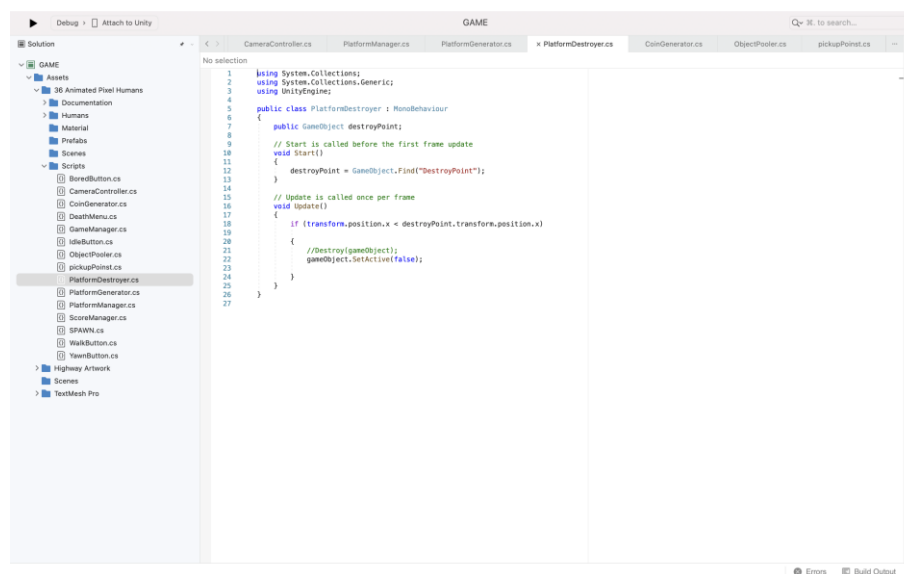 Debug › Attach to Unity
GAME
⌘. to search...
Solution
CameraController.cs
PlatformManager.cs
PlatformGenerator.cs
× PlatformDestroyer.cs
CoinGenerator.cs
ObjectPooler.cs
pickupPoinst.cs
No selection
GAME
Assets
36 Animated Pixel Humans
Documentation
Humans
Material
Prefabs
Scenes
Scripts
BoredButton.cs
CameraController.cs
CoinGenerator.cs
DeathMenu.cs
GameManager.cs
IdleButton.cs
ObjectPooler.cs
pickupPoinst.cs
PlatformDestroyer.cs
PlatformGenerator.cs
PlatformManager.cs
ScoreManager.cs
SPAWN.cs
WalkButton.cs
YawnButton.cs
Highway Artwork
Scenes
TextMesh Pro
1 using System.Collections;
2 using System.Collections.Generic;
3 using UnityEngine;
4
5 public class PlatformDestroyer : MonoBehaviour
6 {
7 public GameObject destroyPoint;
8
9 // Start is called before the first frame update
10 void Start()
11 {
12 destroyPoint = GameObject.Find("DestroyPoint");
13 }
14
15 // Update is called once per frame
16 void Update()
17 {
18 if (transform.position.x < destroyPoint.transform.position.x)
19
20 {
21 //Destroy(gameObject);
22 gameObject.SetActive(false);
23
24 }
25 }
26 }
27
Errors
Build Output